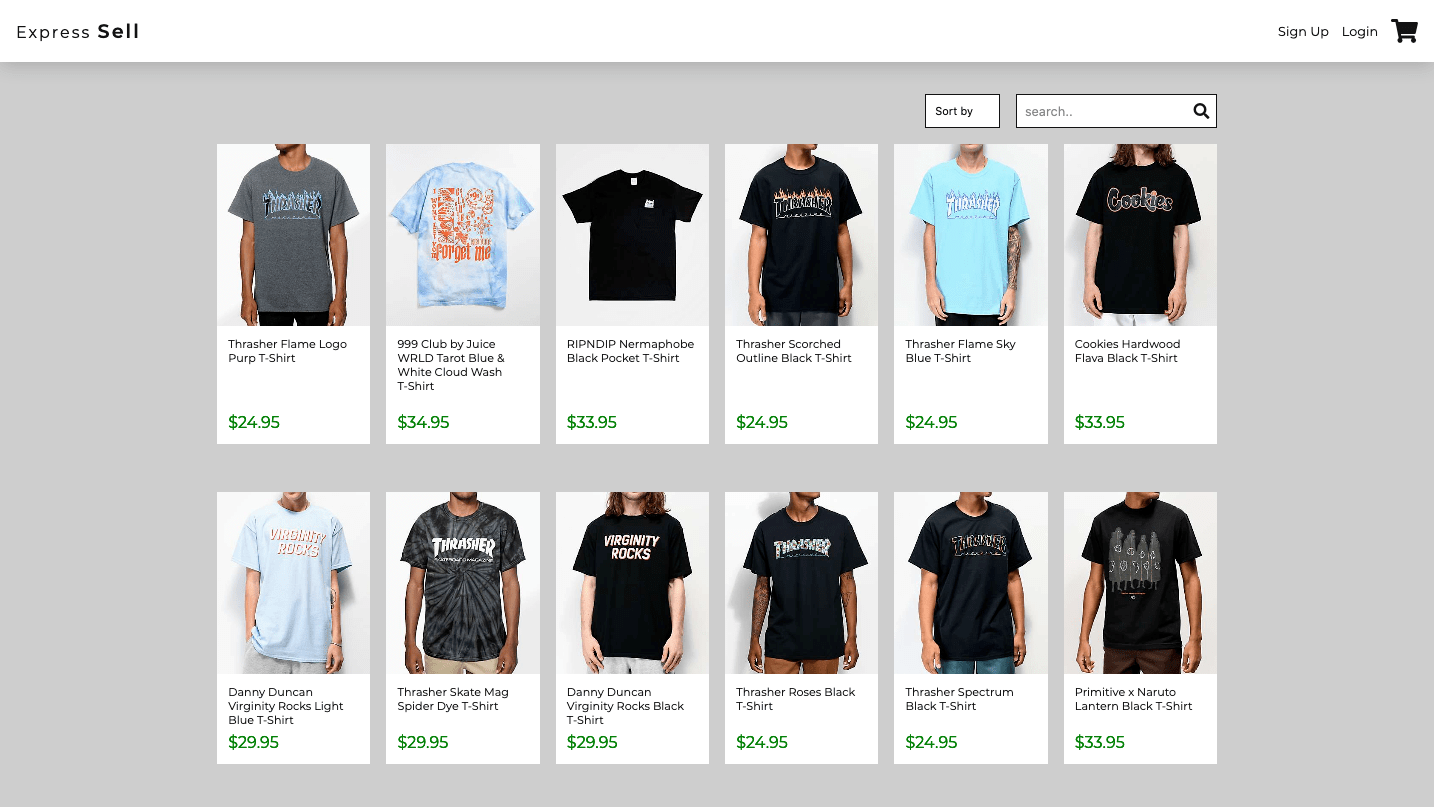 Express Sell
Sign Up Login
Sort by
search..
THRASHER
MAGAZINE
forget me
THRASHER
MAGAZINE
THRASHER
MAGAZINE
Cookies
Thrasher Flame Logo
Purp T-Shirt
$24.95
999 Club by Juice
WRLD Tarot Blue &
White Cloud Wash
T-Shirt
$34.95
RIPNDIP Nermaphobe
Black Pocket T-Shirt
$33.95
Thrasher Scorched
Outline Black T-Shirt
$24.95
Thrasher Flame Sky
Blue T-Shirt
$24.95
Cookies Hardwood
Flava Black T-Shirt
$33.95
VIRGINITY
ROCKS
THRASHER
SKATEBOARD MAGAZINE
VIRGINITY
ROCKS
THRASHER
THRASHER
Danny Duncan
Virginity Rocks Light
Blue T-Shirt
$29.95
Thrasher Skate Mag
Spider Dye T-Shirt
$29.95
Danny Duncan
Virginity Rocks Black
T-Shirt
$29.95
Thrasher Roses Black
T-Shirt
$24.95
Thrasher Spectrum
Black T-Shirt
$24.95
Primitive x Naruto
Lantern Black T-Shirt
$33.95